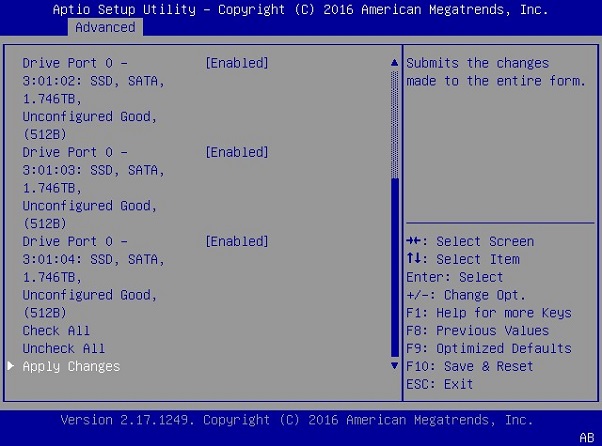 Aptio Setup Utility – Copyright (C) 2016 American Megatrends, Inc.
Advanced
Drive Port 0 – [Enabled]
3:01:02: SSD, SATA,
1.746TB,
Unconfigured Good,
(512B)
Drive Port 0 – [Enabled]
3:01:03: SSD, SATA,
1.746TB,
Unconfigured Good,
(512B)
Drive Port 0 – [Enabled]
3:01:04: SSD, SATA,
1.746TB,
Unconfigured Good,
(512B)
Check All
Uncheck All
Apply Changes
Submits the changes
made to the entire form.
→←: Select Screen
↑↓: Select Item
Enter: Select
+/-: Change Opt.
F1: Help for more Keys
F8: Previous Values
F9: Optimized Defaults
F10: Save & Reset
ESC: Exit
Version 2.17.1249. Copyright (C) 2016 American Megatrends, Inc.
AB